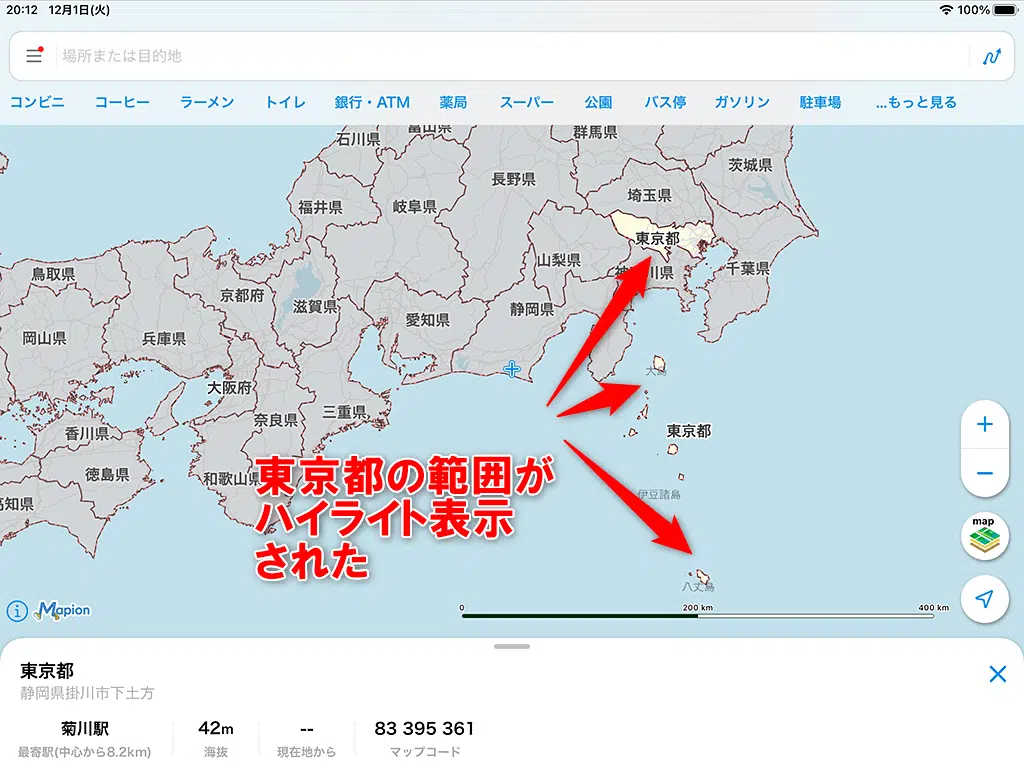 20:12 12月1日(火)
100%
場所または目的地
コンビニ コーヒー ラーメン トイレ 銀行・ATM 薬局 スーパー 公園 バス停 ガソリン 駐車場 ...もっと見る
石川県
富山県
群馬県
長野県
茨城県
埼玉県
福井県
岐阜県
東京都
山梨県
千葉県
鳥取県
京都府
滋賀県
静岡県
愛知県
岡山県
兵庫県
大島
大阪府
三重県
奈良県
東京都
香川県
徳島県
和歌山県
伊豆諸島
東京都の範囲が
ハイライト表示
された
八丈島
map
Mapion
0 200 km 400 km
東京都
静岡県掛川市下土方
菊川駅 42m -- 83 395 361
最寄駅(中心から8.2km) 海抜 現在地から マップコード